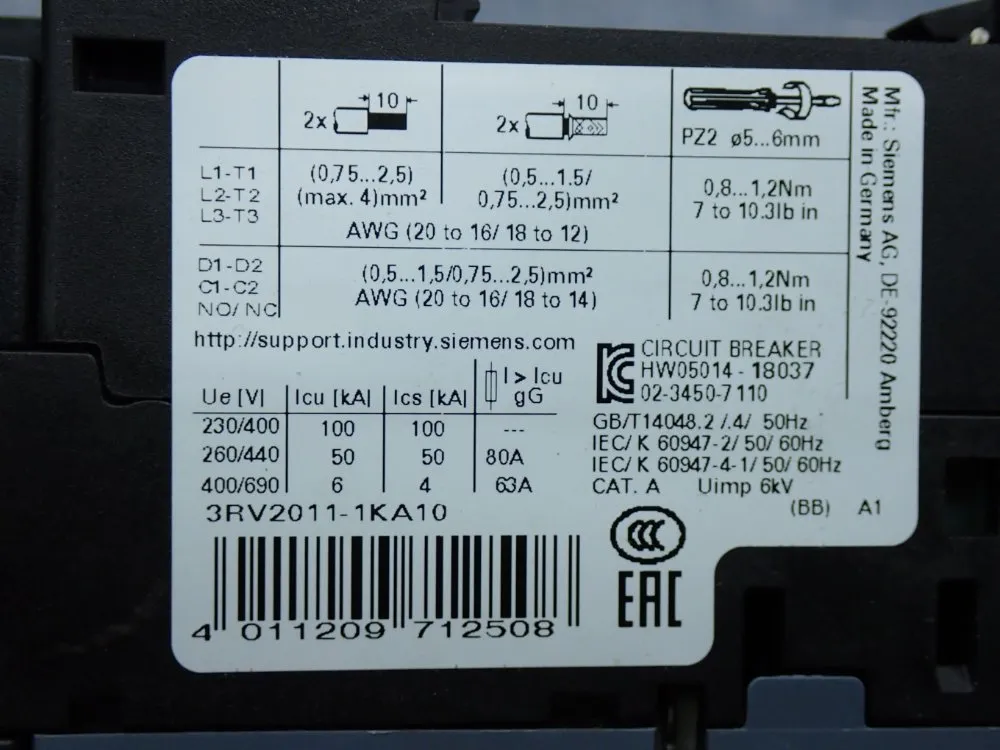 10
2x
10
2x
PZ2 ø5...6mm
L1-T1
L2-T2
L3-T3
(0,75...2,5)
(max. 4)mm²
(0,5...1.5/
0,75...2,5)mm²
AWG (20 to 16/ 18 to 12)
0,8...1,2Nm
7 to 10.3lb in
D1-D2
C1-C2
NO/ NC
(0,5...1,5/0,75...2,5)mm²
AWG (20 to 16/ 18 to 14)
0,8...1,2Nm
7 to 10.3lb in
Mfr.: Siemens AG, DE-92220 Amberg
Made in Germany
http://support.industry.siemens.com
Ue [V] Icu [kA] Ics [kA] I > Icu gG
230/400 100 100 ---
260/440 50 50 80A
400/690 6 4 63A
3RV2011-1KA10
4 011209 712508
CIRCUIT BREAKER
HW05014 - 18037
02-3450-7110
GB/T14048.2 /.4/ 50Hz
IEC/ K 60947-2/ 50/ 60Hz
IEC/ K 60947-4-1/ 50/ 60Hz
CAT. A Uimp 6kV
(BB) A1
CCC
EAC